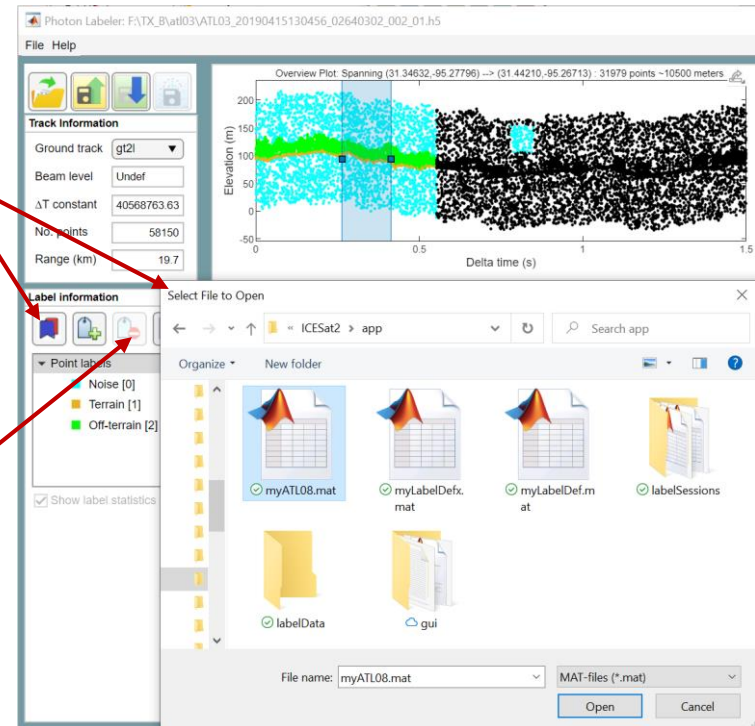 Photon Labeler: F:\TX_B\atl03\ATL03_20190415130456_02640302_002_01.h5
File Help
Track Information
Ground track gt2l
Beam level Undef
ΔT constant 40568763.63
No. points 58150
Range (km) 19.7
Overview Plot: Spanning (31.34632,-95.27796) --> (31.44210,-95.26713) : 31979 points ~10500 meters
Elevation (m)
200
150
100
50
0
-50
0 0.5 1 1.5
Delta time (s)
Label information
Point labels
Noise [0]
Terrain [1]
Off-terrain [2]
Show label statistics
Select File to Open
« ICESat2 › app
Search app
Organize New folder
myATL08.mat
myLabelDefx.
mat
myLabelDef.m
at
labelSessions
labelData
gui
File name: myATL08.mat MAT-files (*.mat)
Open Cancel